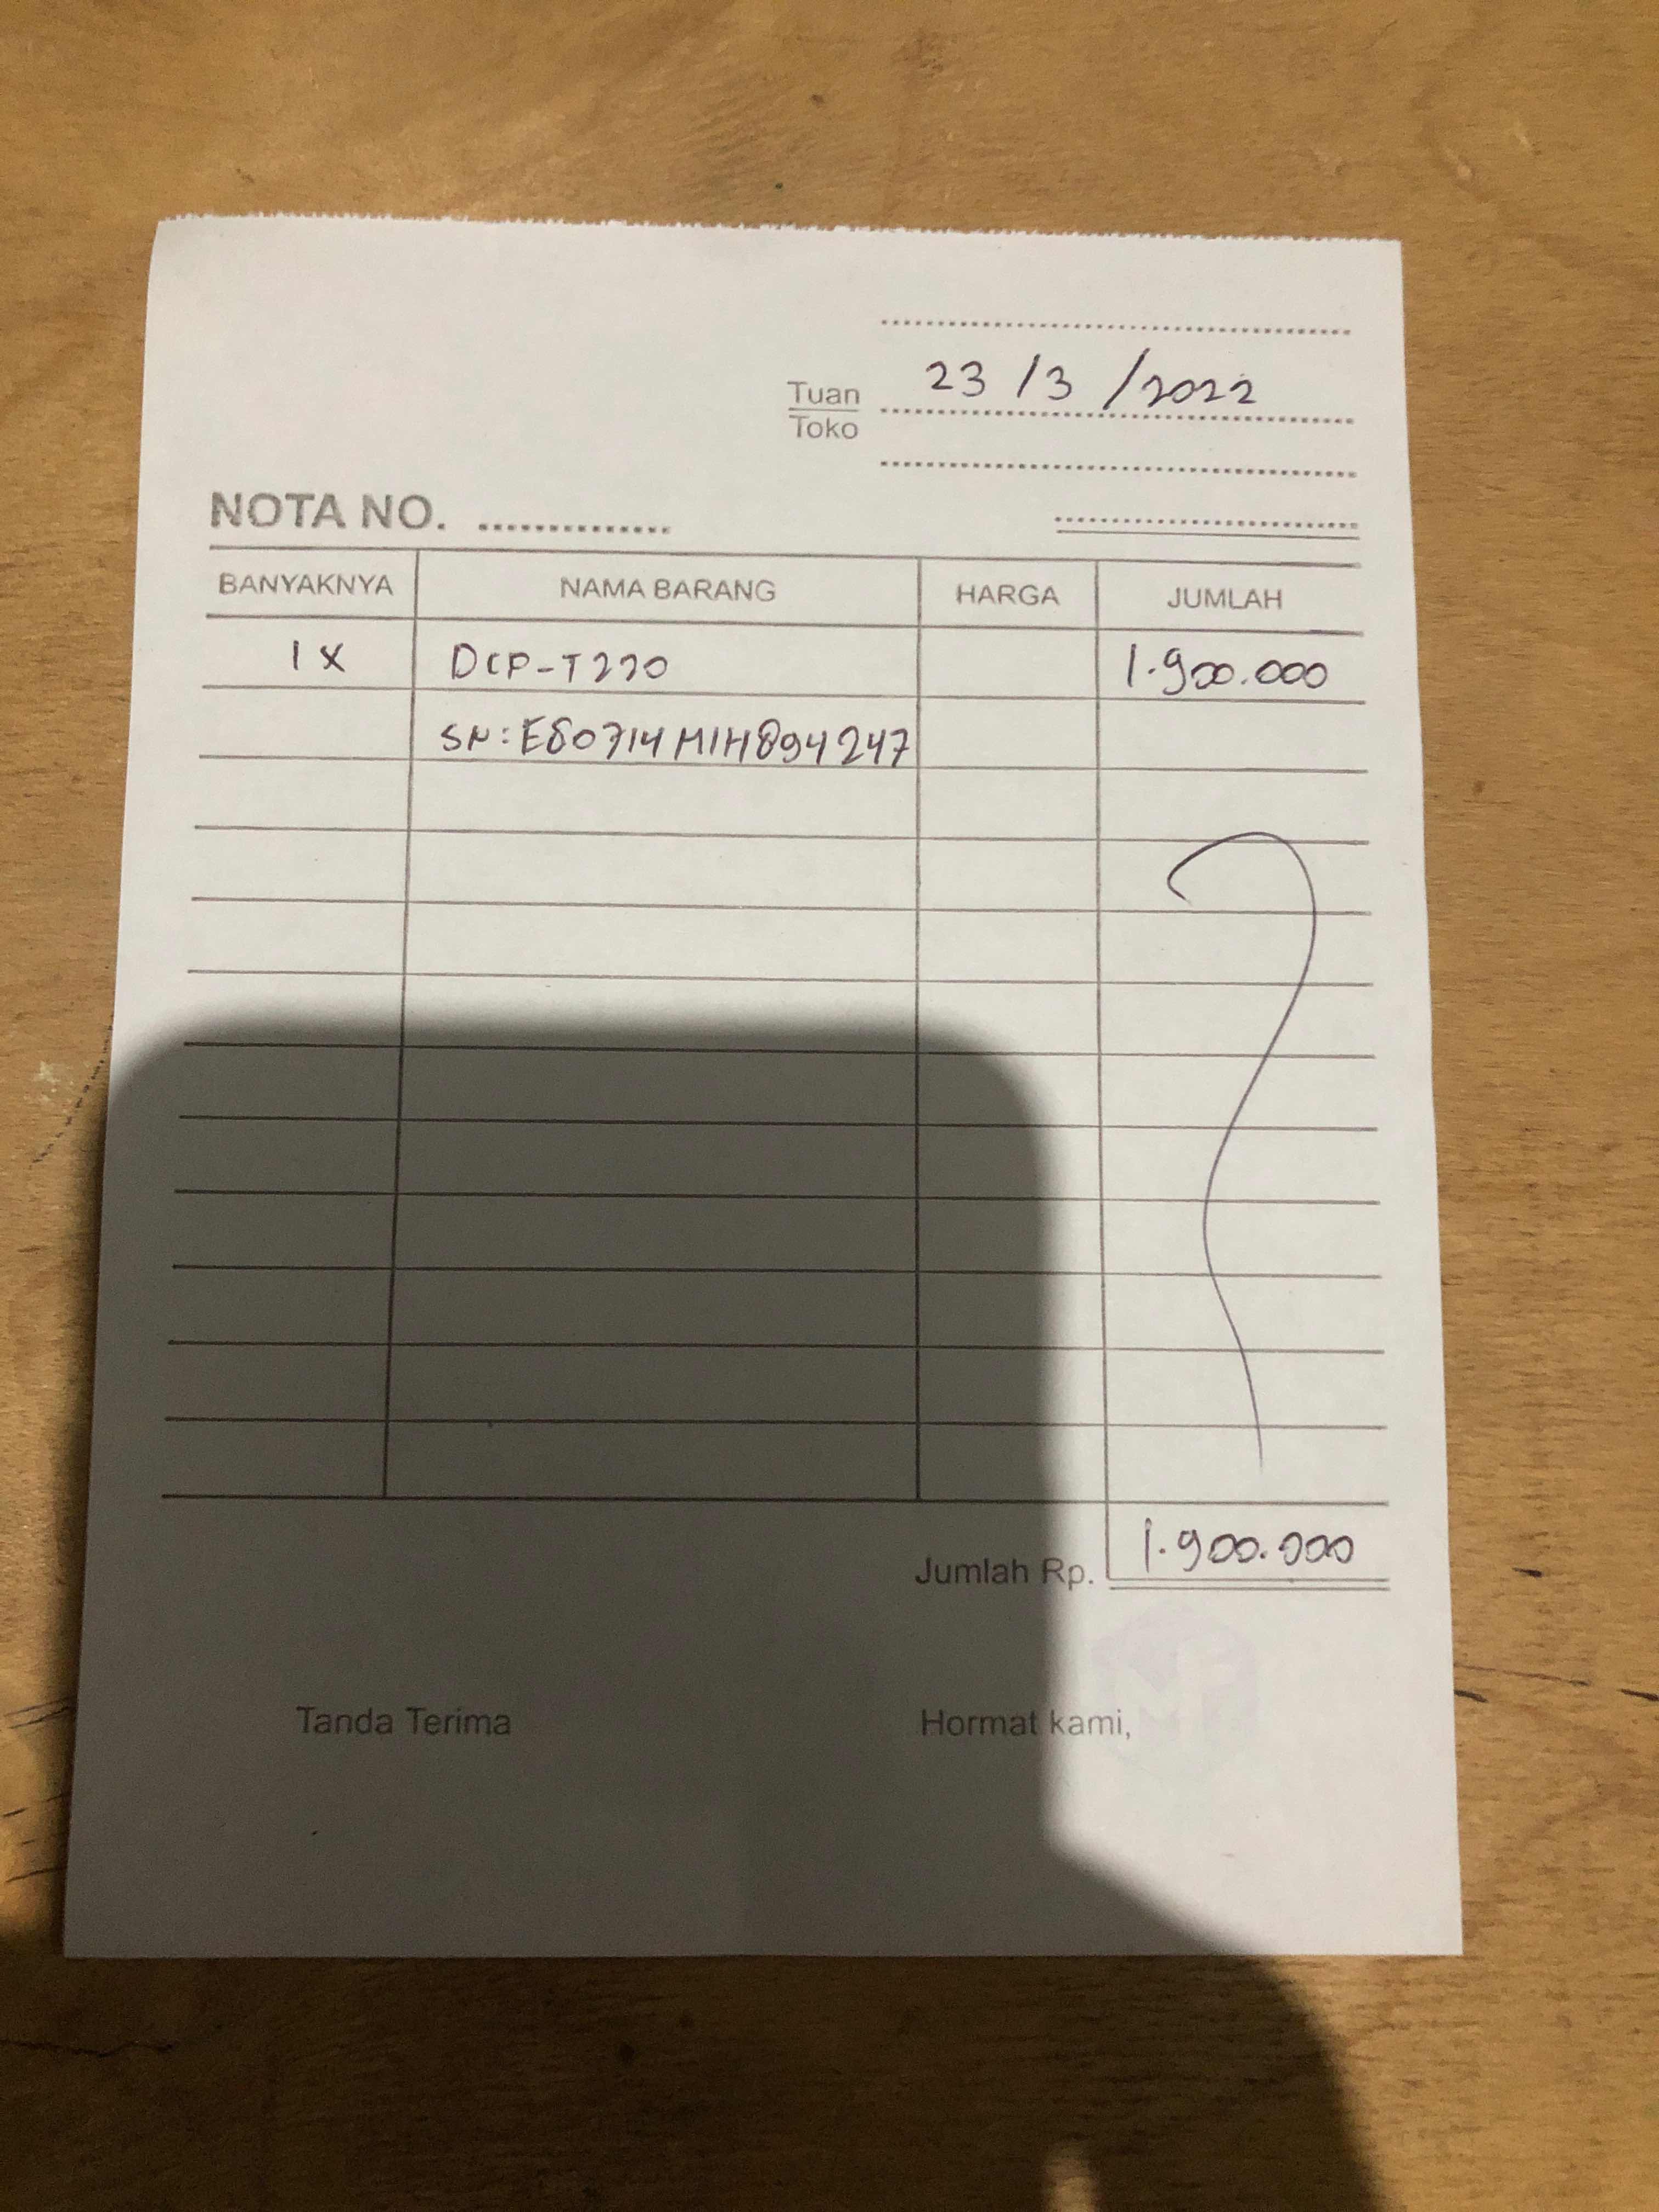 23/3/2022
Tuan
Toko
NOTA NO.
BANYAKNYA NAMA BARANG HARGA JUMLAH
1 x DCP-T220 1.900.000
SN: E80714M1H894247
Jumlah Rp. 1.900.000
Tanda Terima Hormat kami,